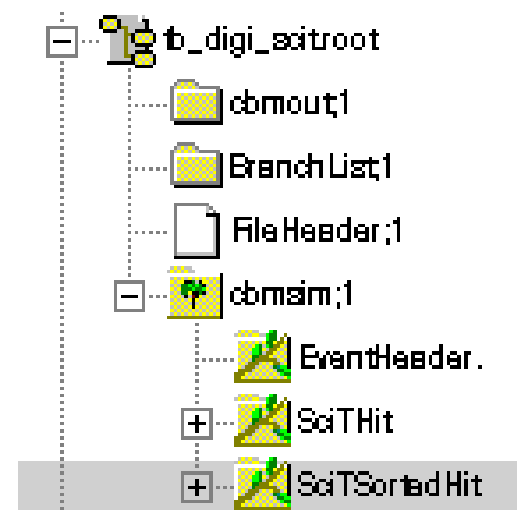 tb_digi_scitroot
cbmout;1
BranchList;1
FileHeader;1
cbmsim;1
EventHeader.
SciTHit
SciTSortedHit